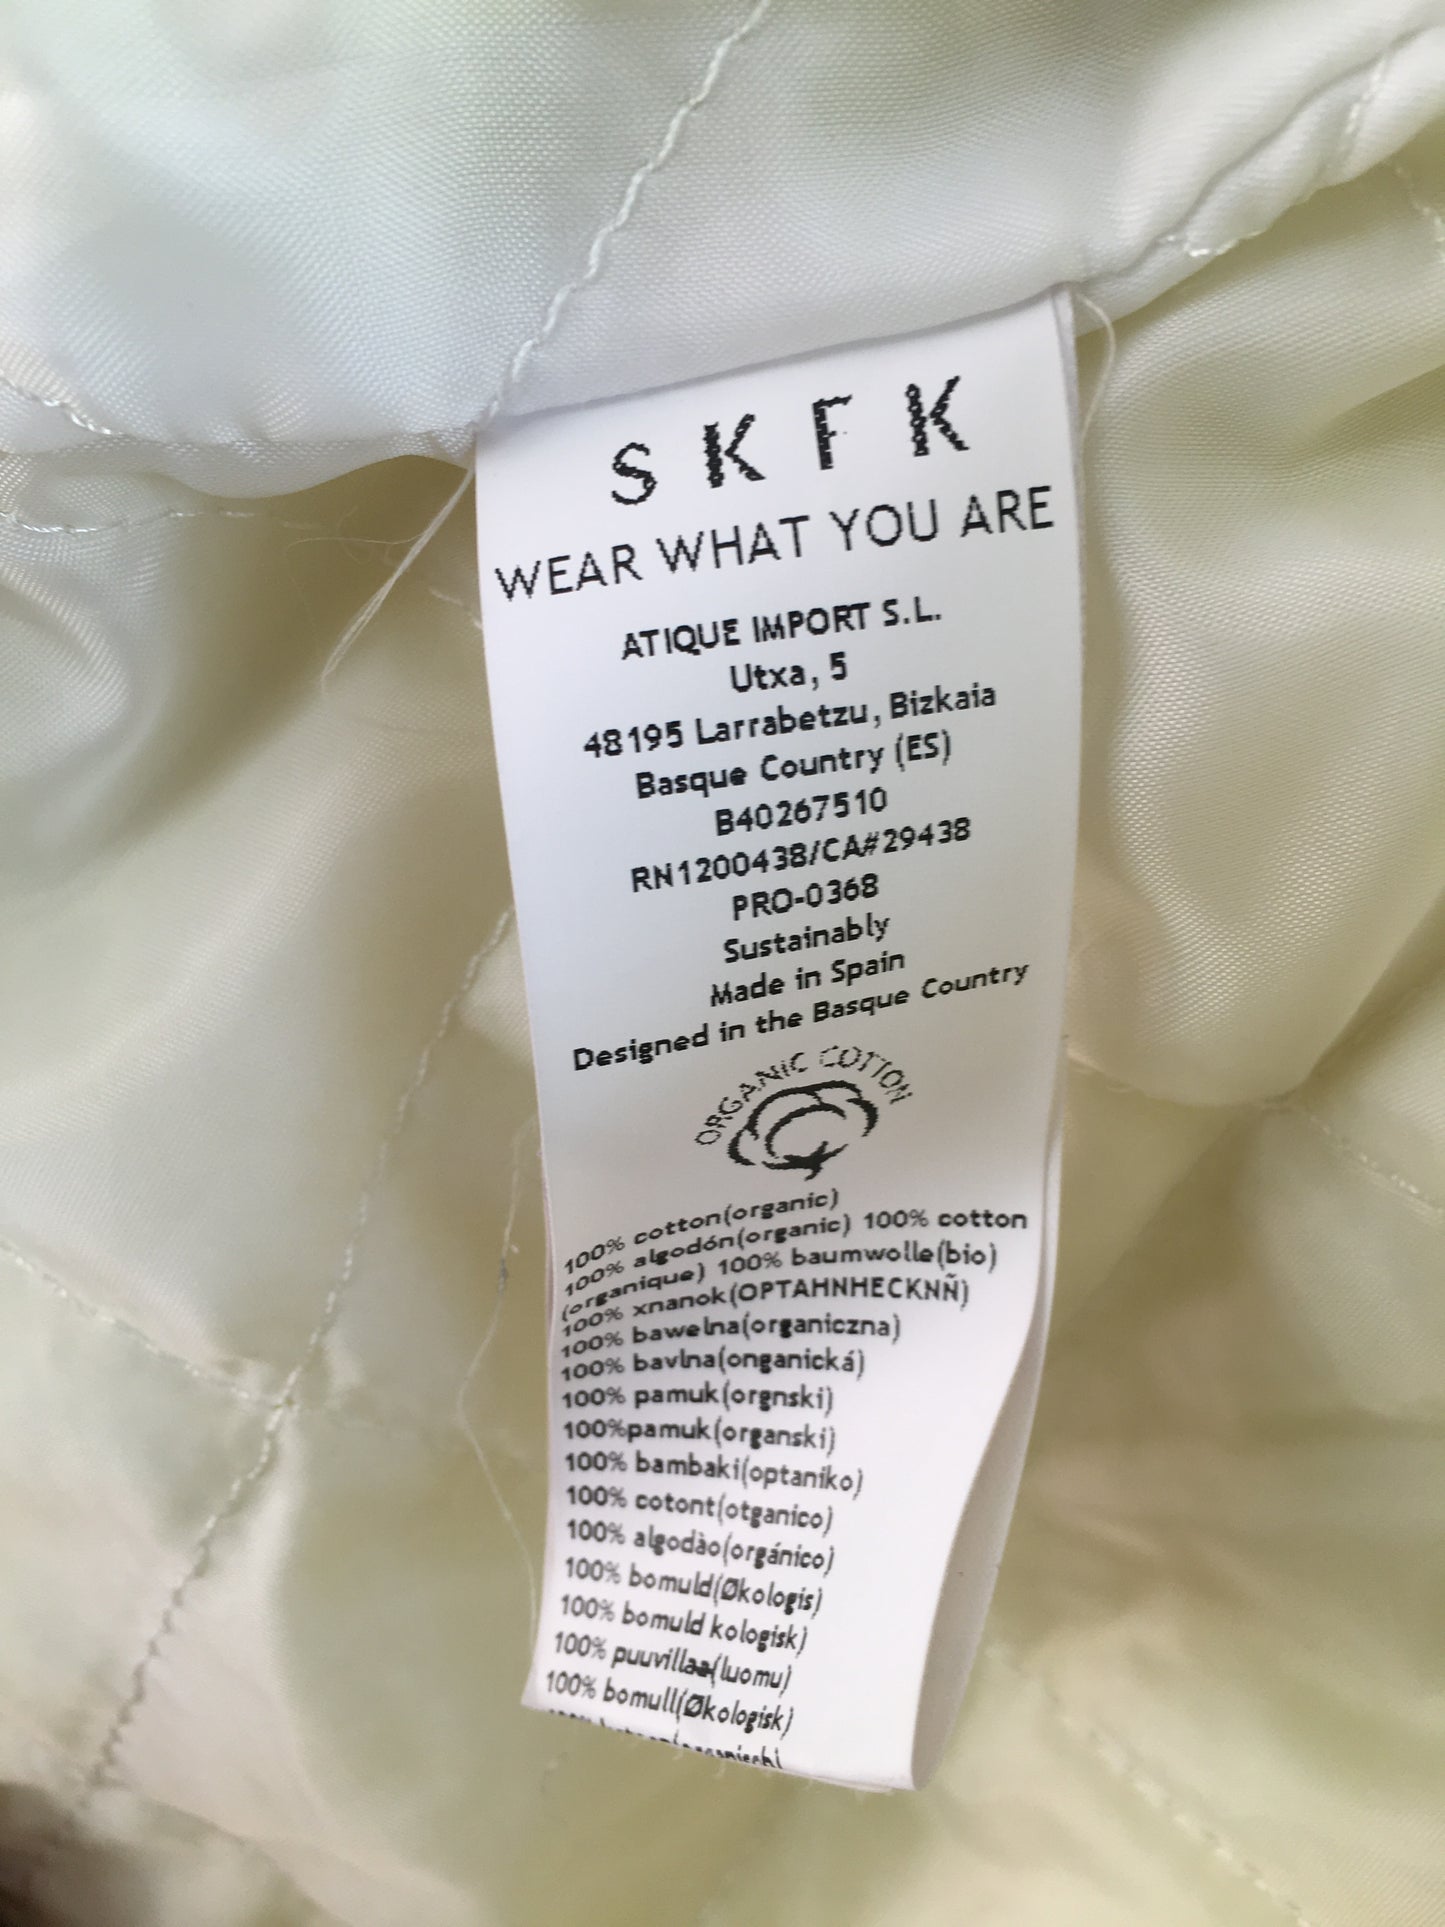 SKFK
WEAR WHAT YOU ARE
ATIQUE IMPORT S.L.
Utxa, 5
48195 Larrabetzu, Bizkaia
Basque Country (ES)
B40267510
RN1200438/CA#29438
PRO-0368
Sustainably
Made in Spain
Designed in the Basque Country
ORGANIC COTTON
100% cotton(organic)
100% algodón(organic) 100% cotton
(organique) 100% baumwolle(bio)
100% xnanok(OPTAHNHECKNÑ)
100% bawełna(organiczna)
100% bavlna(onganická)
100% pamuk(orgnski)
100%pamuk(organski)
100% bambaki(optaniko)
100% cotont(otganico)
100% algodào(orgánico)
100% bomuld(Økologis)
100% bomuld kologisk)
100% puuvillaa(luomu)
100% bomull(Økologisk)